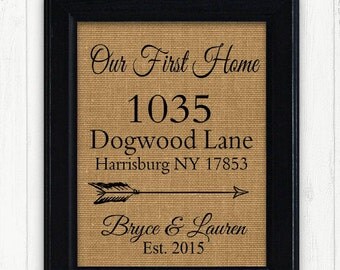 Our First Home
1035
Dogwood Lane
Harrisburg NY 17853
Bryce & Lauren
Est. 2015